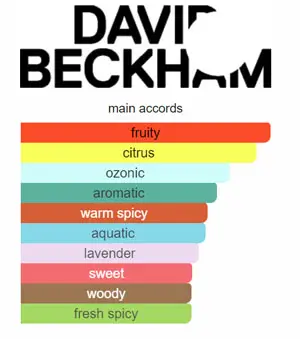 DAVID
BECKHAM
main accords
fruity
citrus
ozonic
aromatic
warm spicy
aquatic
lavender
sweet
woody
fresh spicy